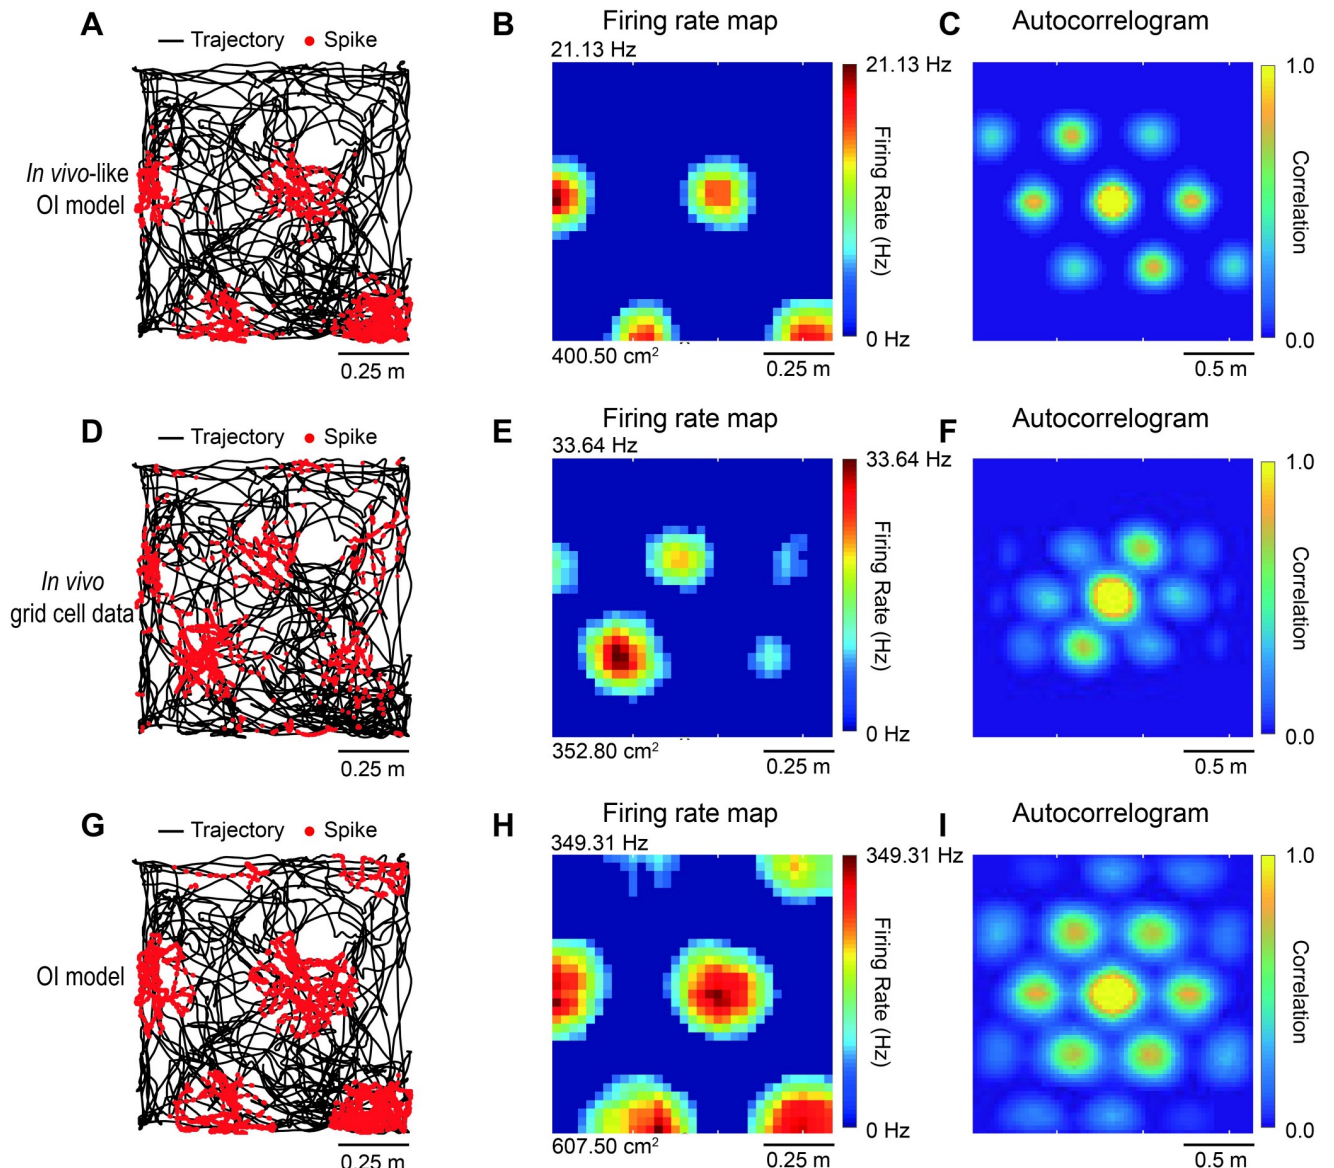 A
Trajectory
Spike
In vivo-like
OI model
0.25 m
B
Firing rate map
21.13 Hz
21.13 Hz
Firing Rate (Hz)
0 Hz
400.50 cm²
0.25 m
C
Autocorrelogram
1.0
Correlation
0.0
0.5 m
D
Trajectory
Spike
In vivo
grid cell data
0.25 m
E
Firing rate map
33.64 Hz
33.64 Hz
Firing Rate (Hz)
0 Hz
352.80 cm²
0.25 m
F
Autocorrelogram
1.0
Correlation
0.0
0.5 m
G
Trajectory
Spike
OI model
0.25 m
H
Firing rate map
349.31 Hz
349.31 Hz
Firing Rate (Hz)
0 Hz
607.50 cm²
0.25 m
I
Autocorrelogram
1.0
Correlation
0.0
0.5 m